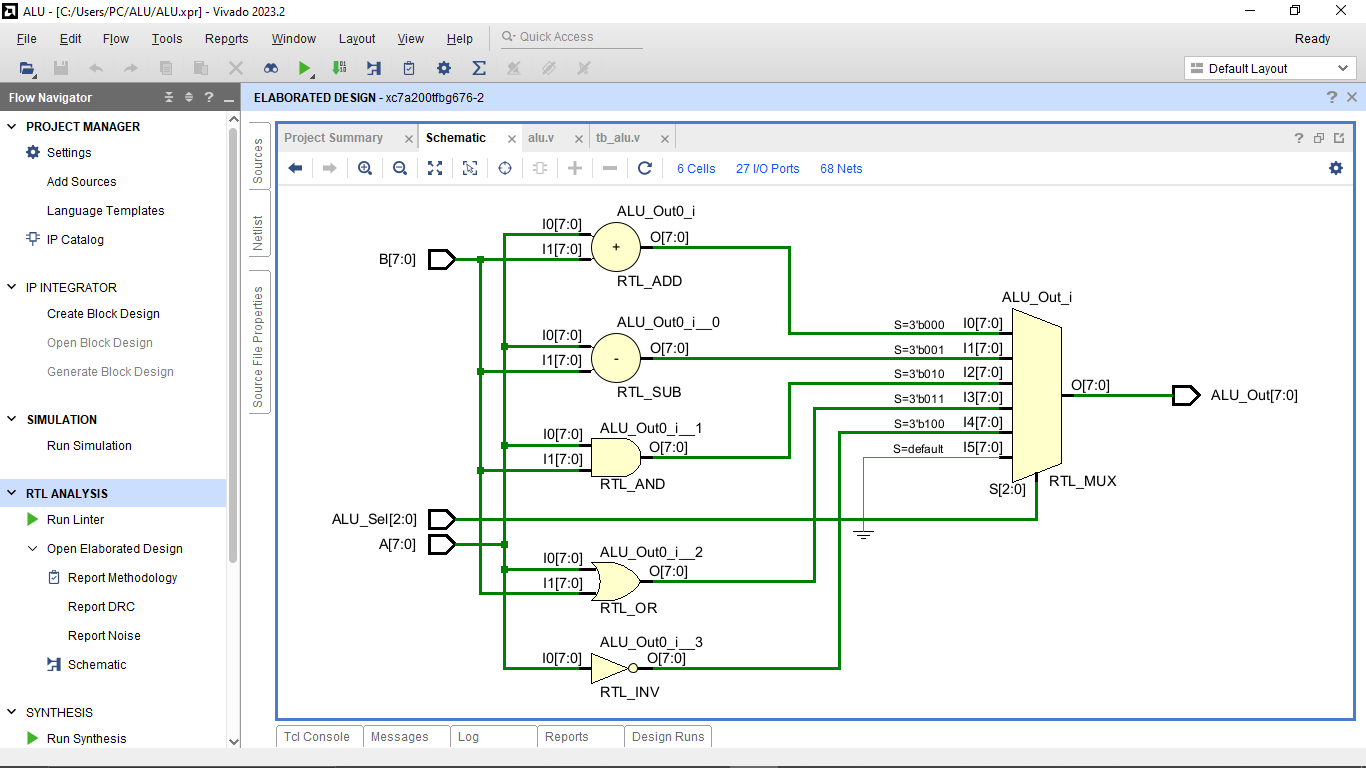 ALU - [C:/Users/PC/ALU/ALU.xpr] - Vivado 2023.2
File Edit Flow Tools Reports Window Layout View Help Quick Access Ready
Default Layout
Flow Navigator
PROJECT MANAGER
Settings
Add Sources
Language Templates
IP Catalog
IP INTEGRATOR
Create Block Design
Open Block Design
Generate Block Design
SIMULATION
Run Simulation
RTL ANALYSIS
Run Linter
Open Elaborated Design
Report Methodology
Report DRC
Report Noise
Schematic
SYNTHESIS
Run Synthesis
ELABORATED DESIGN - xc7a200tfbg676-2
Sources
Netlist
Source File Properties
Project Summary Schematic alu.v tb_alu.v
6 Cells 27 I/O Ports 68 Nets
B[7:0]
ALU_Sel[2:0]
A[7:0]
ALU_Out0_i
I0[7:0]
I1[7:0]
+
O[7:0]
RTL_ADD
ALU_Out0_i__0
I0[7:0]
I1[7:0]
-
O[7:0]
RTL_SUB
ALU_Out0_i__1
I0[7:0]
I1[7:0]
O[7:0]
RTL_AND
ALU_Out0_i__2
I0[7:0]
I1[7:0]
O[7:0]
RTL_OR
ALU_Out0_i__3
I0[7:0]
O[7:0]
RTL_INV
ALU_Out_i
S=3'b000 I0[7:0]
S=3'b001 I1[7:0]
S=3'b010 I2[7:0]
S=3'b011 I3[7:0]
S=3'b100 I4[7:0]
S=default I5[7:0]
S[2:0]
O[7:0]
RTL_MUX
ALU_Out[7:0]
Tcl Console Messages Log Reports Design Runs